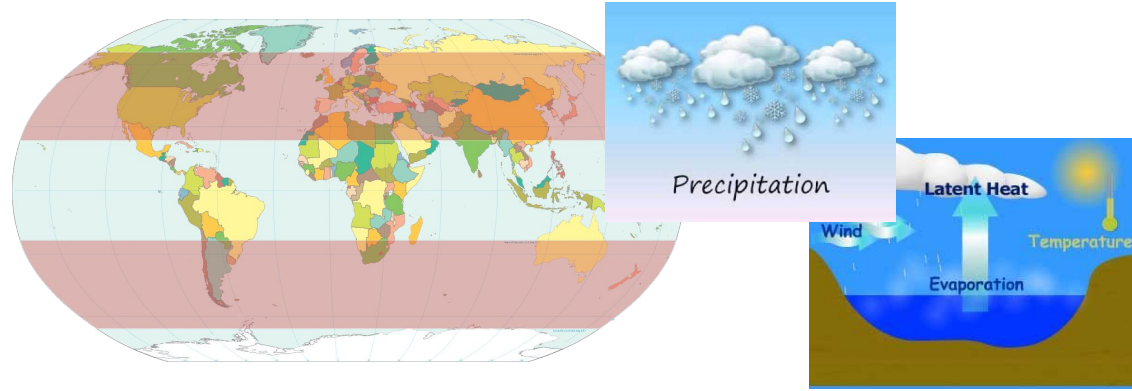 Precipitation
Latent Heat
Wind
Temperature
Evaporation